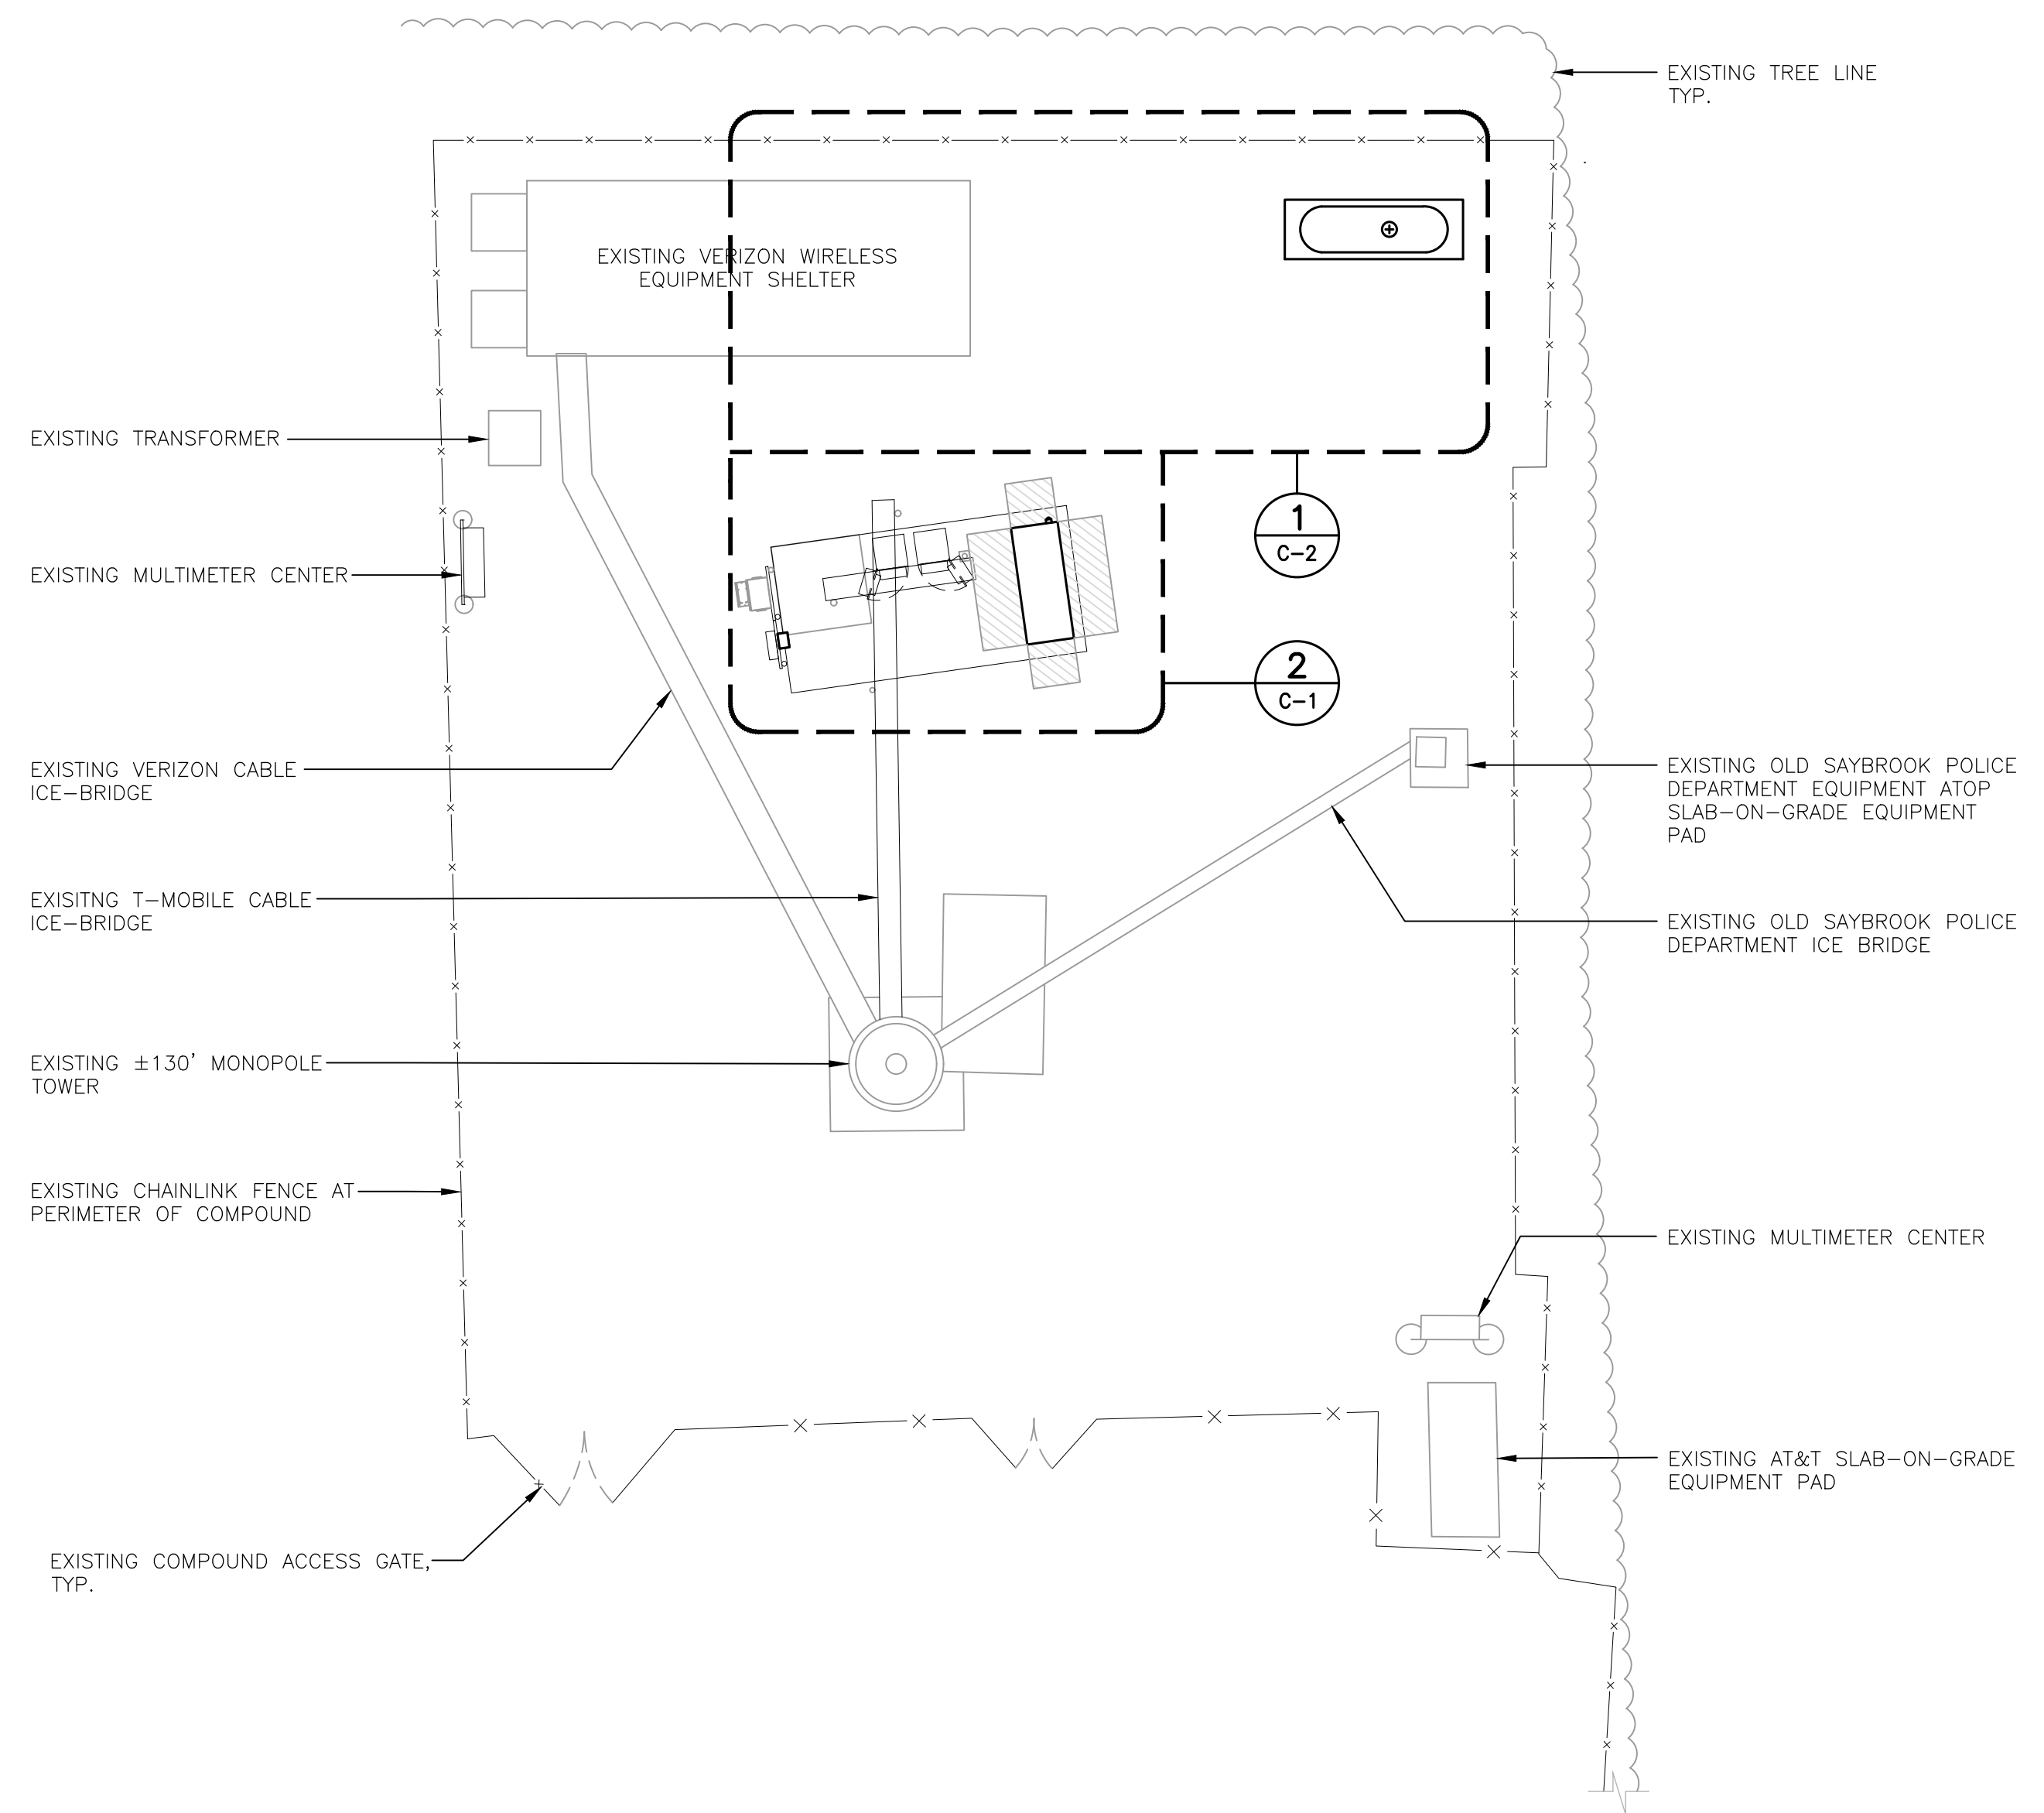 EXISTING TREE LINE
TYP.
EXISTING VERIZON WIRELESS
EQUIPMENT SHELTER
EXISTING TRANSFORMER
1
C-2
EXISTING MULTIMETER CENTER
2
C-1
EXISTING VERIZON CABLE
ICE-BRIDGE
EXISTING OLD SAYBROOK POLICE
DEPARTMENT EQUIPMENT ATOP
SLAB-ON-GRADE EQUIPMENT
PAD
EXISITNG T-MOBILE CABLE
ICE-BRIDGE
EXISTING OLD SAYBROOK POLICE
DEPARTMENT ICE BRIDGE
EXISTING ±130' MONOPOLE
TOWER
EXISTING CHAINLINK FENCE AT
PERIMETER OF COMPOUND
EXISTING MULTIMETER CENTER
EXISTING AT&T SLAB-ON-GRADE
EQUIPMENT PAD
EXISTING COMPOUND ACCESS GATE,
TYP.